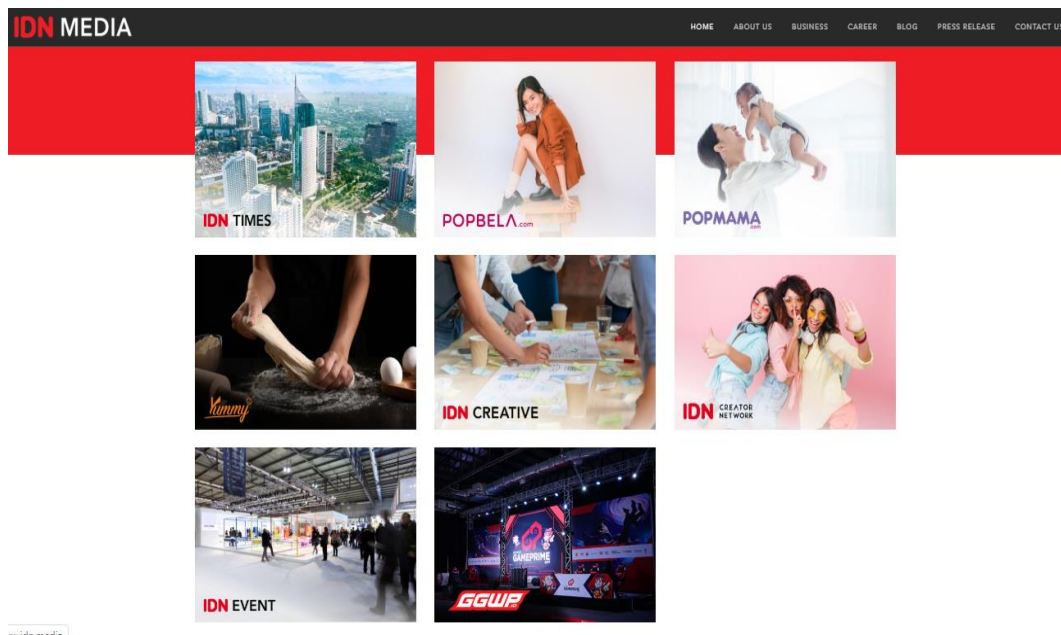 IDN MEDIA
HOME ABOUT US BUSINESS CAREER BLOG PRESS RELEASE CONTACT US
IDN TIMES
POPBELA.com
POPMAMA.com
Yummy
IDN CREATIVE
IDN CREATOR NETWORK
IDN EVENT
GAMEPRIME
GGWP.ID